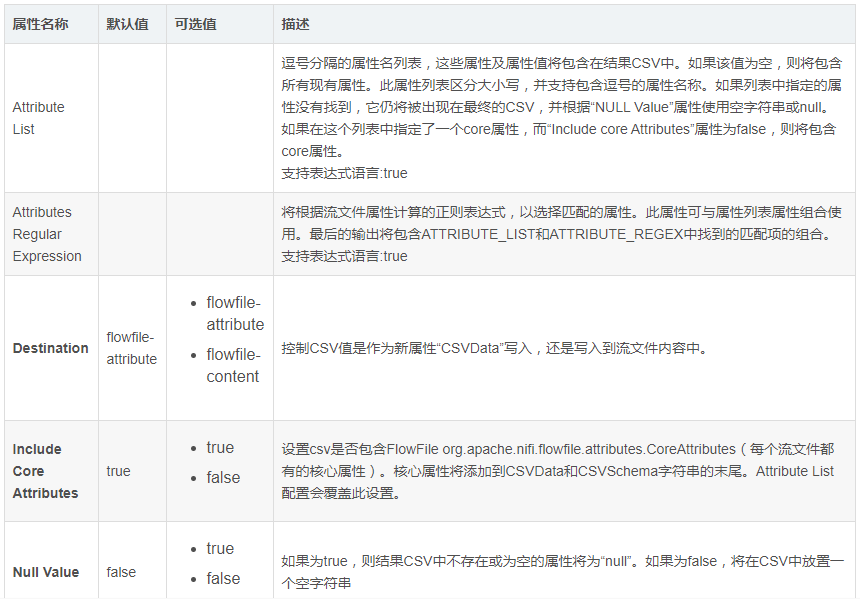 属性名称 默认值 可选值 描述
Attribute
List
逗号分隔的属性名列表，这些属性及属性值将包含在结果CSV中。如果该值为空，则将包含
所有现有属性。此属性列表区分大小写，并支持包含逗号的属性名称。如果列表中指定的属
性没有找到，它仍将被出现在最终的CSV，并根据“NULL Value”属性使用空字符串或null。
如果在这个列表中指定了一个core属性，而“Include core Attributes”属性为false，则将包含
core属性。
支持表达式语言:true
Attributes
Regular
Expression
将根据流文件属性计算的正则表达式，以选择匹配的属性。此属性可与属性列表属性组合使
用。最后的输出将包含ATTRIBUTE_LIST和ATTRIBUTE_REGEX中找到的匹配项的组合。
支持表达式语言:true
Destination
flowfile-
attribute
• flowfile-
attribute
• flowfile-
content
控制CSV值是作为新属性“CSVData”写入，还是写入到流文件内容中。
Include
Core
Attributes
true
• true
• false
设置csv是否包含FlowFile org.apache.nifi.flowfile.attributes.CoreAttributes（每个流文件都
有的核心属性）。核心属性将添加到CSVData和CSVSchema字符串的末尾。Attribute List
配置会覆盖此设置。
Null Value
false
• true
• false
如果为true，则结果CSV中不存在或为空的属性将为“null”。如果为false，将在CSV中放置一
个空字符串